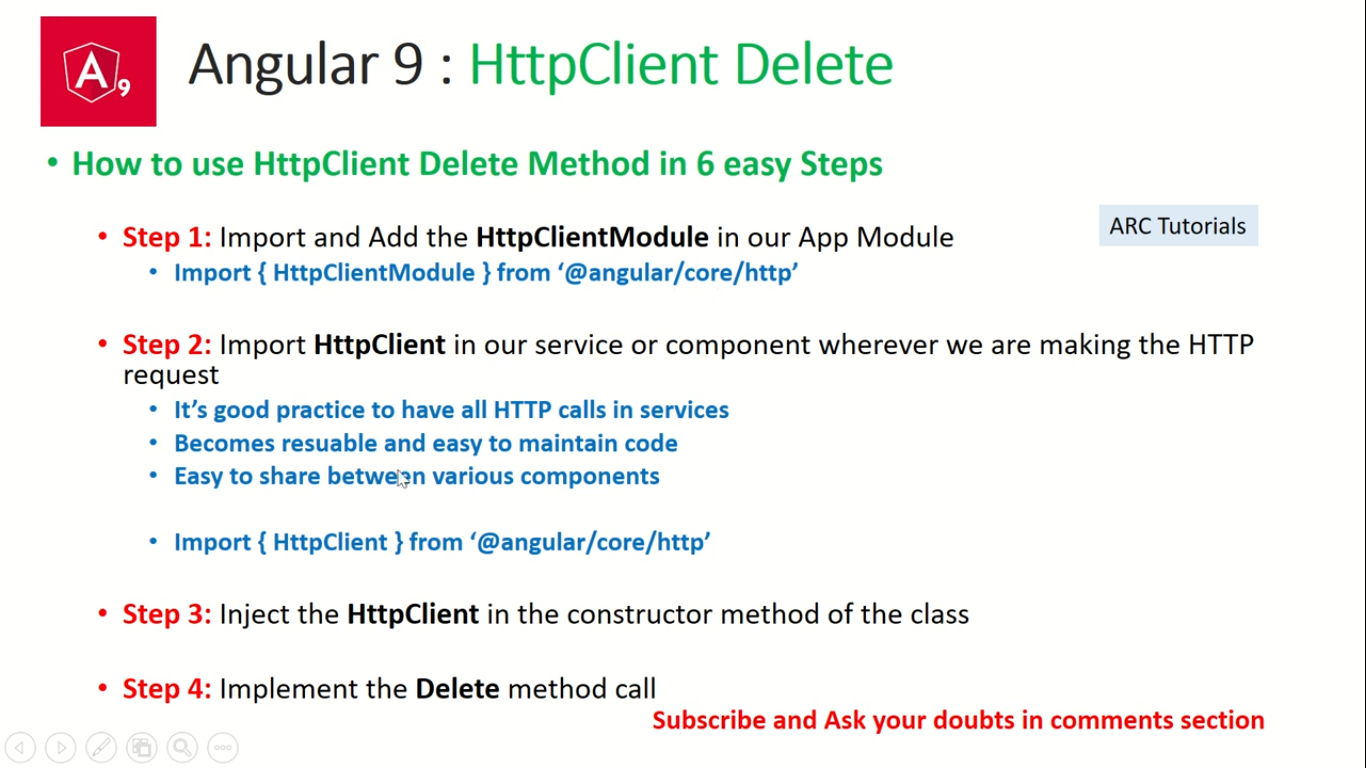 A 9
Angular 9 : HttpClient Delete
• How to use HttpClient Delete Method in 6 easy Steps
• Step 1: Import and Add the HttpClientModule in our App Module
ARC Tutorials
• Import { HttpClientModule } from ‘@angular/core/http’
• Step 2: Import HttpClient in our service or component wherever we are making the HTTP
request
• It’s good practice to have all HTTP calls in services
• Becomes resuable and easy to maintain code
• Easy to share between various components
• Import { HttpClient } from ‘@angular/core/http’
• Step 3: Inject the HttpClient in the constructor method of the class
• Step 4: Implement the Delete method call
Subscribe and Ask your doubts in comments section